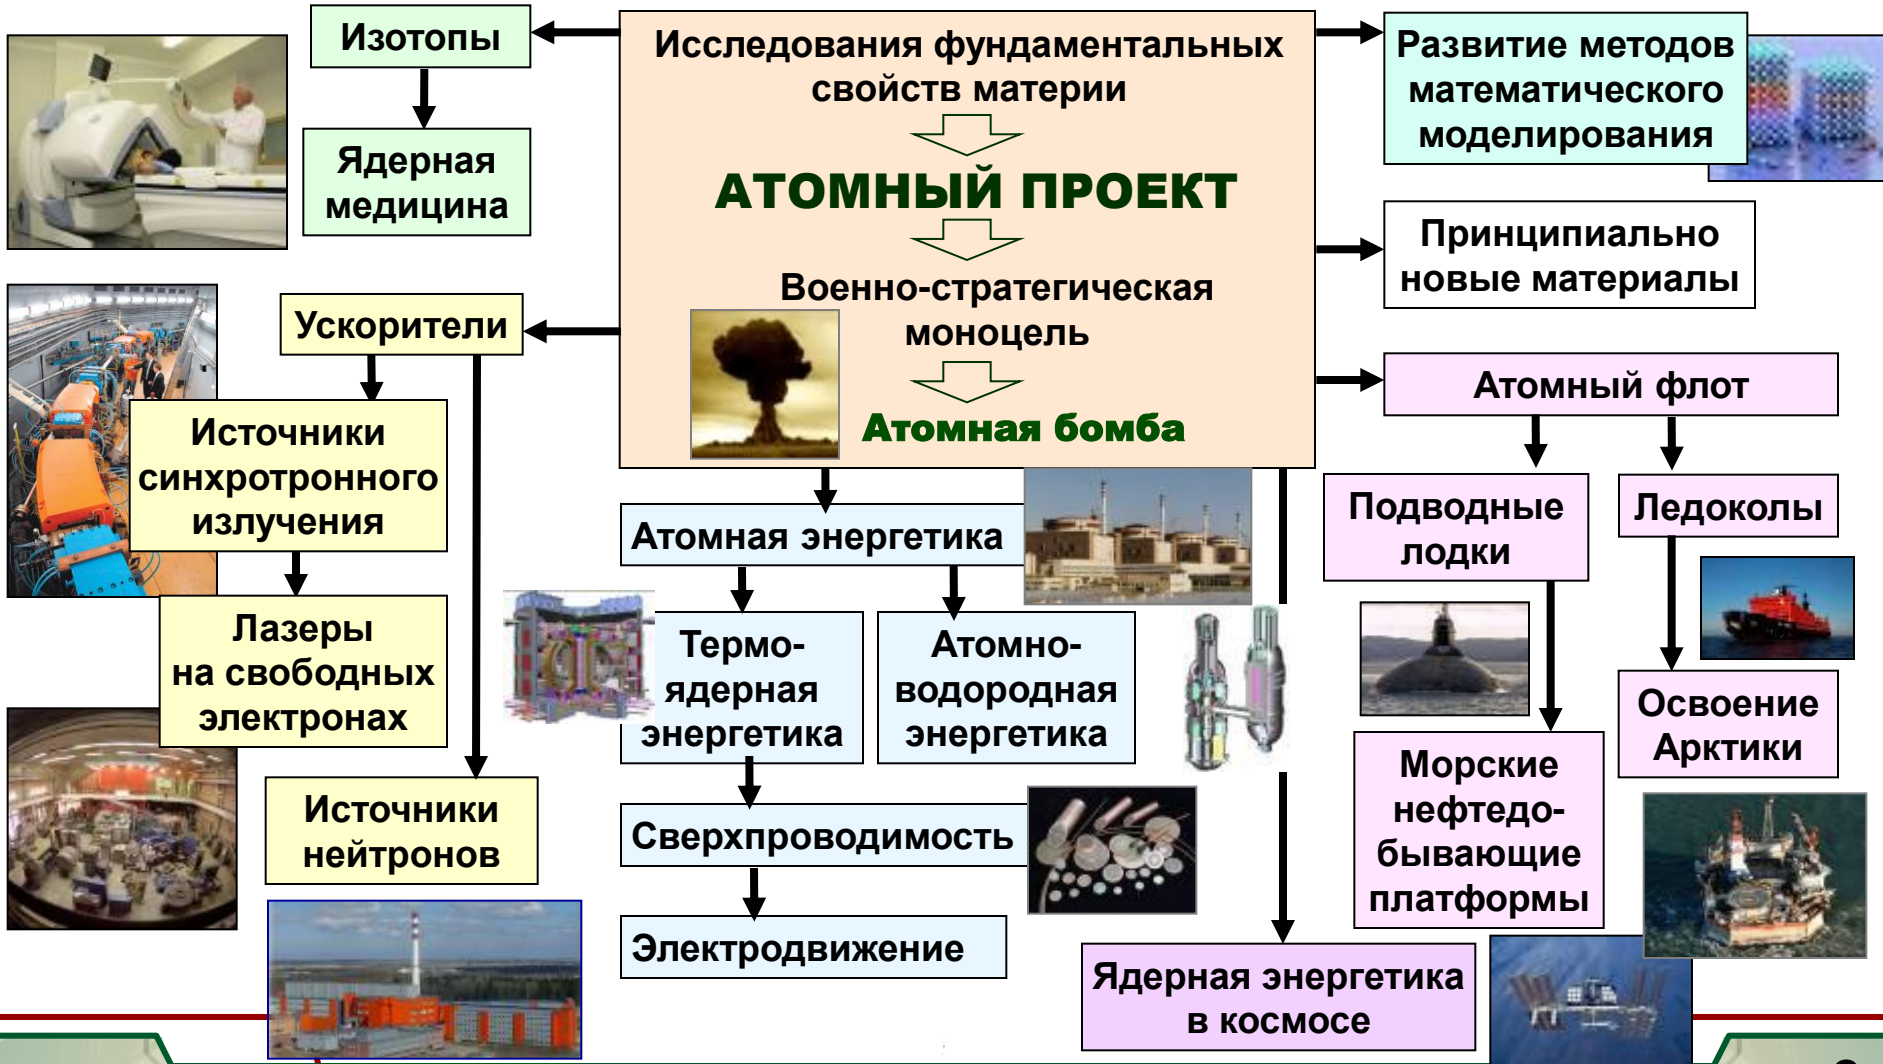 Изотопы
Ядерная
медицина
Исследования фундаментальных
свойств материи
АТОМНЫЙ ПРОЕКТ
Военно-стратегическая
моноцель
Атомная бомба
Развитие методов
математического
моделирования
Принципиально
новые материалы
Ускорители
Источники
синхротронного
излучения
Лазеры
на свободных
электронах
Источники
нейтронов
Атомная энергетика
Термо-
ядерная
энергетика
Атомно-
водородная
энергетика
Сверхпроводимость
Электродвижение
Атомный флот
Подводные
лодки
Ледоколы
Освоение
Арктики
Морские
нефтедо-
бывающие
платформы
Ядерная энергетика
в космосе